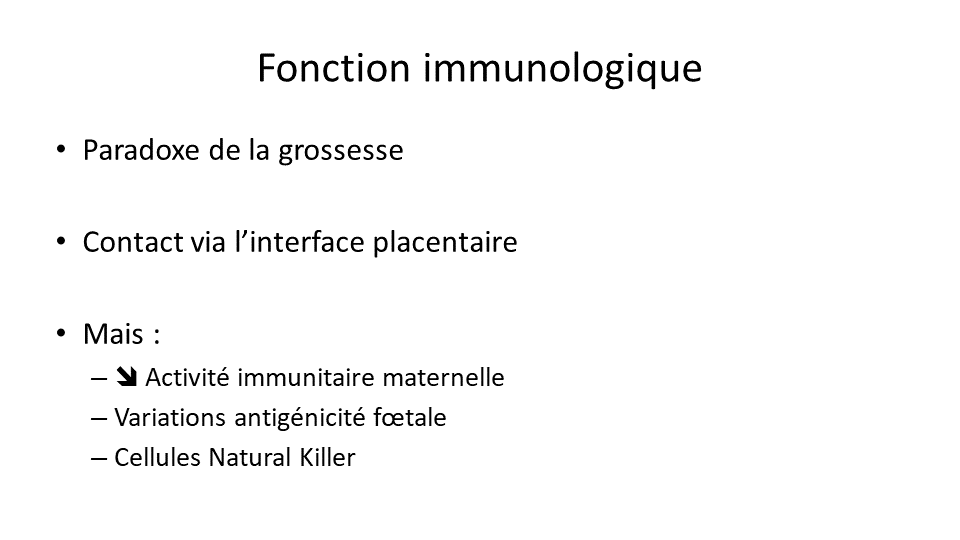 Fonction immunologique
• Paradoxe de la grossesse
• Contact via l’interface placentaire
• Mais :
– 🡾 Activité immunitaire maternelle
– Variations antigénicité fœtale
– Cellules Natural Killer